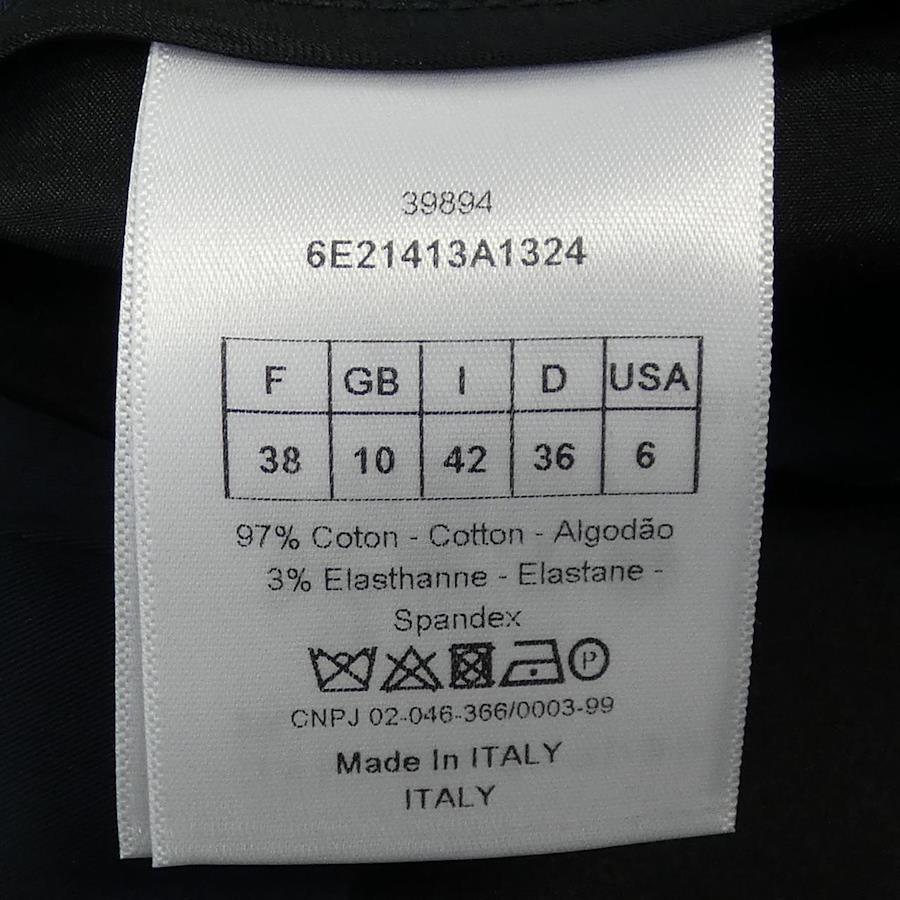 39894
6E21413A1324
F GB I D USA
38 10 42 36 6
97% Coton - Cotton - Algodão
3% Elasthanne - Elastane -
Spandex
P
CNPJ 02-046-366/0003-99
Made In ITALY
ITALY